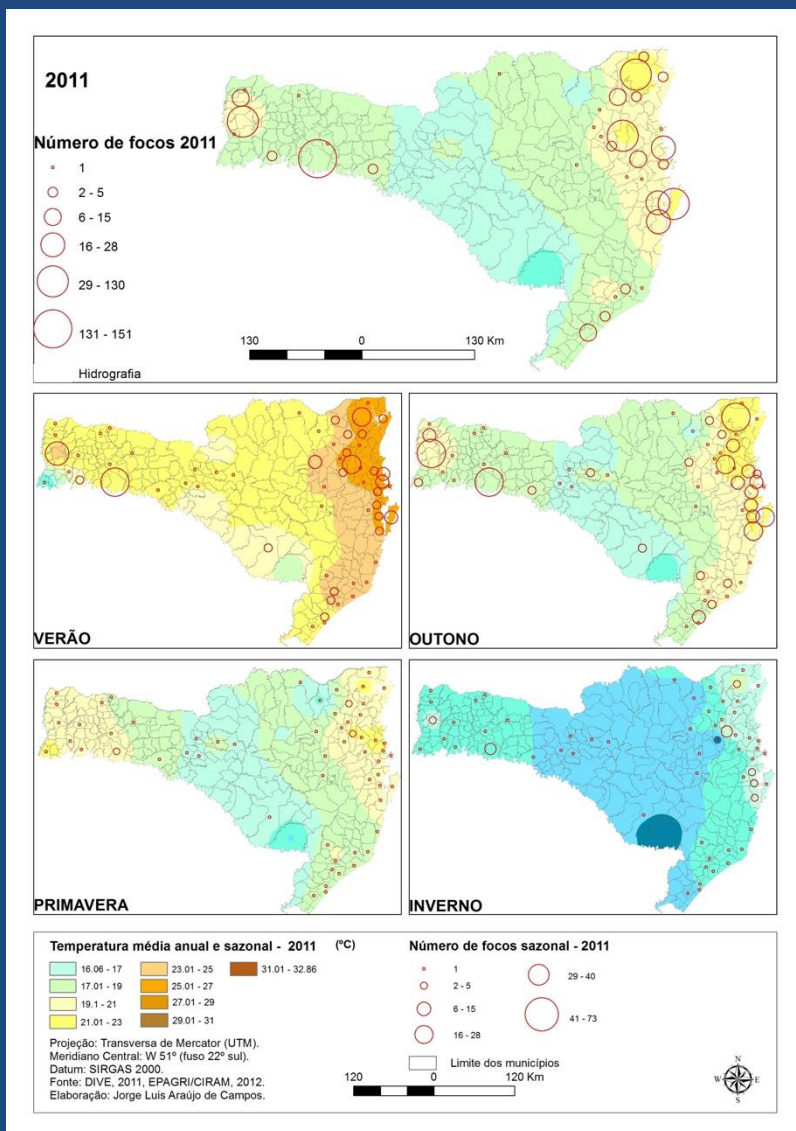 2011
Número de focos 2011
1
2 - 5
6 - 15
16 - 28
29 - 130
131 - 151
Hidrografia
130 0 130 Km
VERÃO
OUTONO
PRIMAVERA
INVERNO
Temperatura média anual e sazonal - 2011 (ºC)
16.06 - 17
17.01 - 19
19.1 - 21
21.01 - 23
23.01 - 25
25.01 - 27
27.01 - 29
29.01 - 31
31.01 - 32.86
Projeção: Transversa de Mercator (UTM).
Meridiano Central: W 51º (fuso 22º sul).
Datum: SIRGAS 2000.
Fonte: DIVE, 2011, EPAGRI/CIRAM, 2012.
Elaboração: Jorge Luis Araújo de Campos.
Número de focos sazonal - 2011
1
2 - 5
6 - 15
16 - 28
29 - 40
41 - 73
Limite dos municípios
120 0 120 Km
N
W E
S